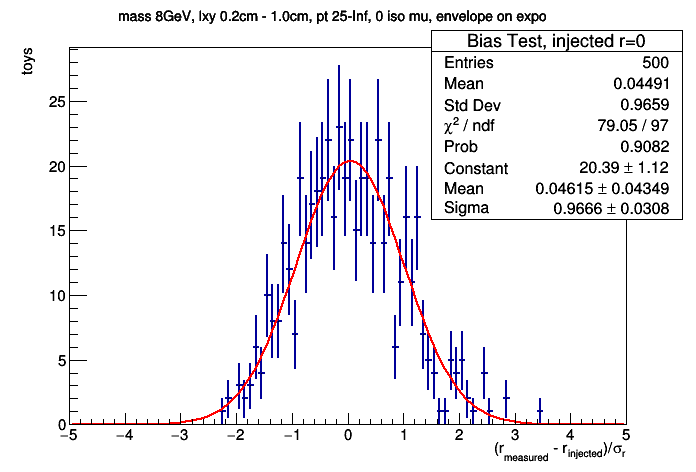 mass 8GeV, lxy 0.2cm - 1.0cm, pt 25-Inf, 0 iso mu, envelope on expo
toys
Bias Test, injected r=0
Entries 500
Mean 0.04491
Std Dev 0.9659
χ² / ndf 79.05 / 97
Prob 0.9082
Constant 20.39 ± 1.12
Mean 0.04615 ± 0.04349
Sigma 0.9666 ± 0.0308
25
20
15
10
5
0
−5 −4 −3 −2 −1 0 1 2 3 4 5
(r_measured - r_injected)/σ_r